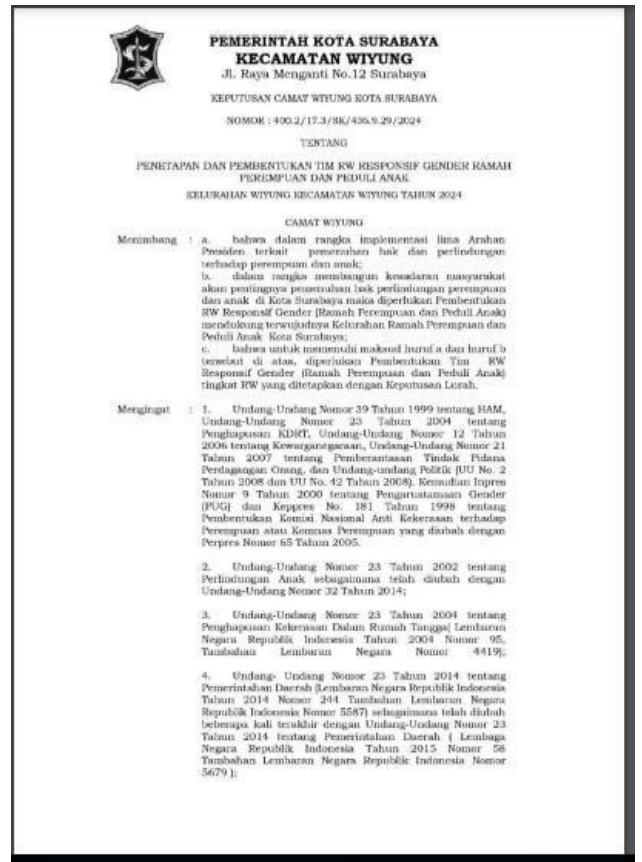 PEMERINTAH KOTA SURABAYA
KECAMATAN WIYUNG
Jl. Raya Menganti No.12 Surabaya
KEPUTUSAN CAMAT WIYUNG KOTA SURABAYA
NOMOR : 400.2/17.3/SK/436.9.29/2024
TENTANG
PENETAPAN DAN PEMBENTUKAN TIM RW RESPONSIF GENDER RAMAH
PEREMPUAN DAN PEDULI ANAK
KELURAHAN WIYUNG KECAMATAN WIYUNG TAHUN 2024
CAMAT WIYUNG
Menimbang : a. bahwa dalam rangka implementasi lima Arahan
Presiden terkait pemenuhan hak dan perlindungan
terhadap perempuan dan anak;
b. dalam rangka membangun kesadaran masyarakat
akan pentingnya pemenuhan hak perlindungan perempuan
dan anak di Kota Surabaya maka diperlukan Pembentukan
RW Responsif Gender (Ramah Perempuan dan Peduli Anak)
mendukung terwujudnya Kelurahan Ramah Perempuan dan
Peduli Anak Kota Surabaya;
c. bahwa untuk memenuhi maksud huruf a dan huruf b
tersebut di atas, diperlukan Pembentukan Tim RW
Responsif Gender (Ramah Perempuan dan Peduli Anak)
tingkat RW yang ditetapkan dengan Keputusan Lurah.
Mengingat : 1. Undang-Undang Nomor 39 Tahun 1999 tentang HAM,
Undang-Undang Nomor 23 Tahun 2004 tentang
Penghapusan KDRT, Undang-Undang Nomor 12 Tahun
2006 tentang Kewarganegaraan, Undang-Undang Nomor 21
Tahun 2007 tentang Pemberantasan Tindak Pidana
Perdagangan Orang, dan Undang-undang Politik (UU No. 2
Tahun 2008 dan UU No. 42 Tahun 2008). Kemudian Inpres
Nomor 9 Tahun 2000 tentang Pengarustamaan Gender
(PUG) dan Keppres No. 181 Tahun 1998 tentang
Pembentukan Komisi Nasional Anti Kekerasan terhadap
Perempuan atau Komnas Perempuan yang diubah dengan
Perpres Nomor 65 Tahun 2005.
2. Undang-Undang Nomor 23 Tahun 2002 tentang
Perlindungan Anak sebagaimana telah diubah dengan
Undang-Undang Nomor 32 Tahun 2014;
3. Undang-Undang Nomor 23 Tahun 2004 tentang
Penghapusan Kekerasan Dalam Rumah Tangga( Lembaran
Negara Republik Indonesia Tahun 2004 Nomor 95,
Tambahan Lembaran Negara Nomor 4419);
4. Undang- Undang Nomor 23 Tahun 2014 tentang
Pemerintahan Daerah (Lembaran Negara Republik Indonesia
Tahun 2014 Nomor 244 Tambahan Lembaran Negara
Republik Indonesia Nomor 5587) sebagaimana telah diubah
beberapa kali terakhir dengan Undang-Undang Nomor 23
Tahun 2014 tentang Pemerintahan Daerah ( Lembaga
Negara Republik Indonesia Tahun 2015 Nomor 58
Tambahan Lembaran Negara Republik Indonesia Nomor
5679 );